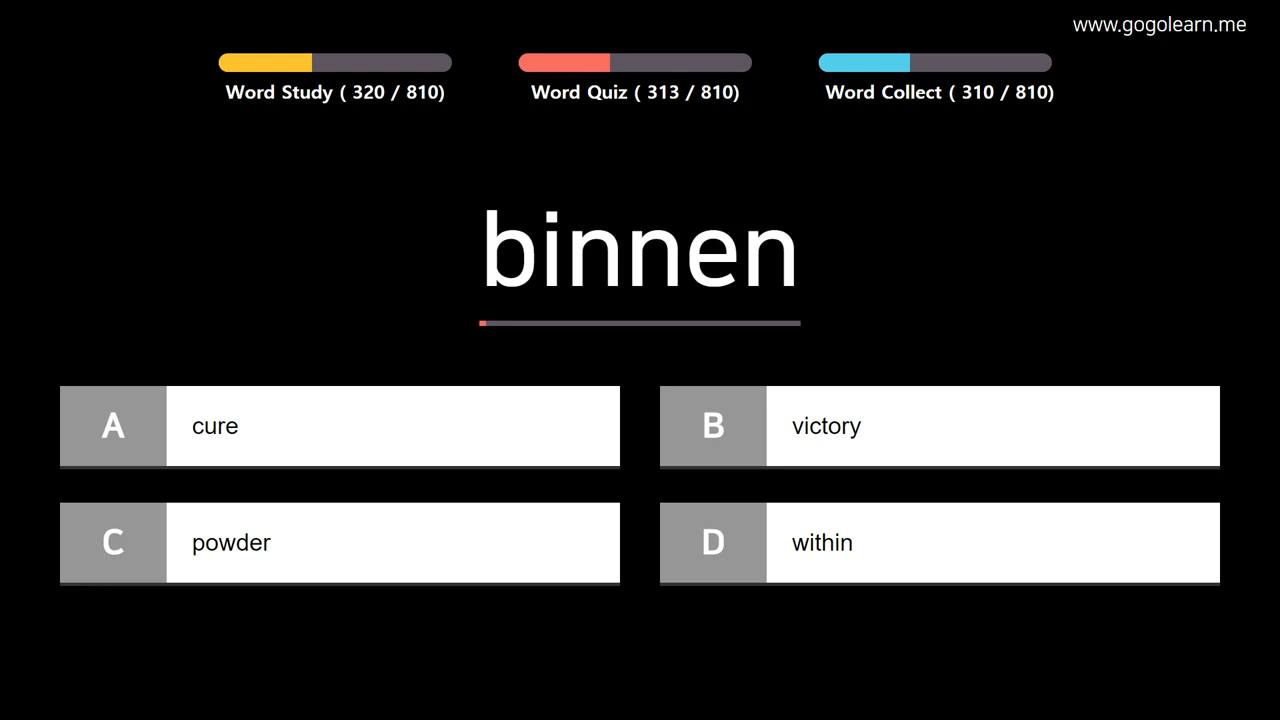 www.gogolearn.me
Word Study ( 320 / 810)
Word Quiz ( 313 / 810)
Word Collect ( 310 / 810)
binnen
A cure
B victory
C powder
D within